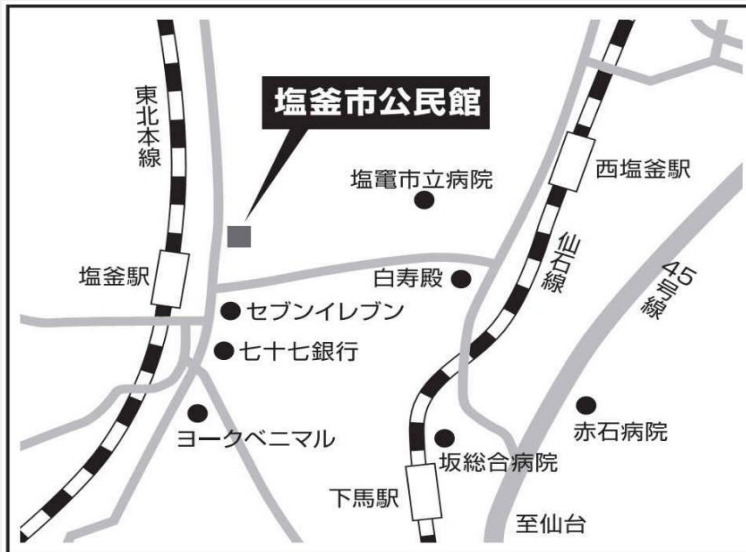 東北本線
塩釜市公民館
塩竈市立病院
西塩釜駅
仙石線
塩釜駅
白寿殿
45号線
セブンイレブン
七十七銀行
ヨークベニマル
赤石病院
坂総合病院
下馬駅
至仙台